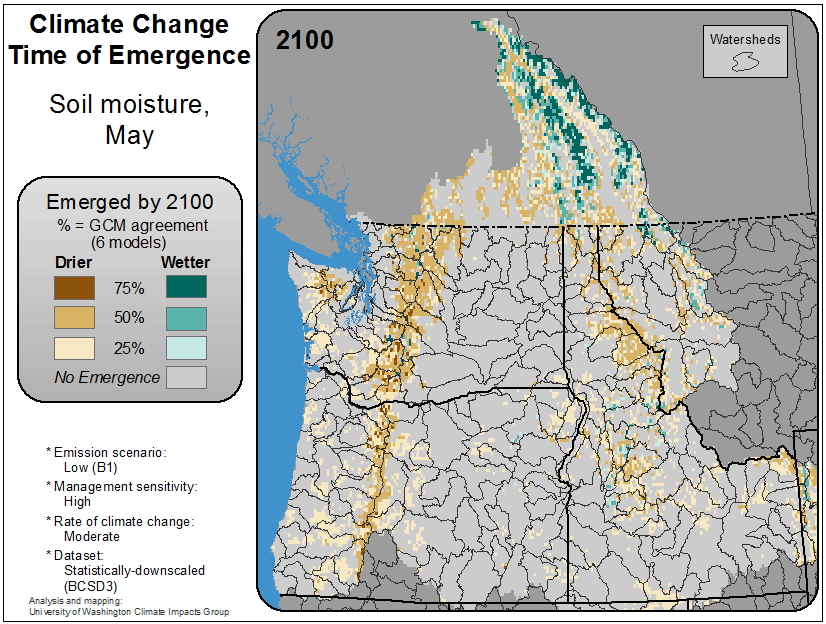 Climate Change
Time of Emergence
Soil moisture,
May
Emerged by 2100
% = GCM agreement
(6 models)
Drier Wetter
75%
50%
25%
No Emergence
* Emission scenario:
Low (B1)
* Management sensitivity:
High
* Rate of climate change:
Moderate
* Dataset:
Statistically-downscaled
(BCSD3)
Analysis and mapping:
University of Washington Climate Impacts Group
2100
Watersheds